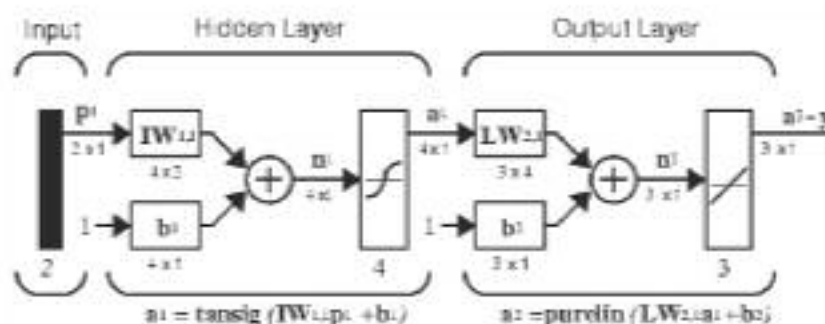 Input Hidden Layer Output Layer
p¹ a¹ a²=y
IW1,1 LW2,1
2 x 1 4 x 1 3 x 1
4 x 2 n¹ 3 x 4 n²
4 x 1 3 x 1
1 b¹ 1 b²
2 4 x 1 4 3 x 1 3
a¹ = tansig (IW1,1p¹ +b¹) a² =purelin (LW2,1a¹ +b²)